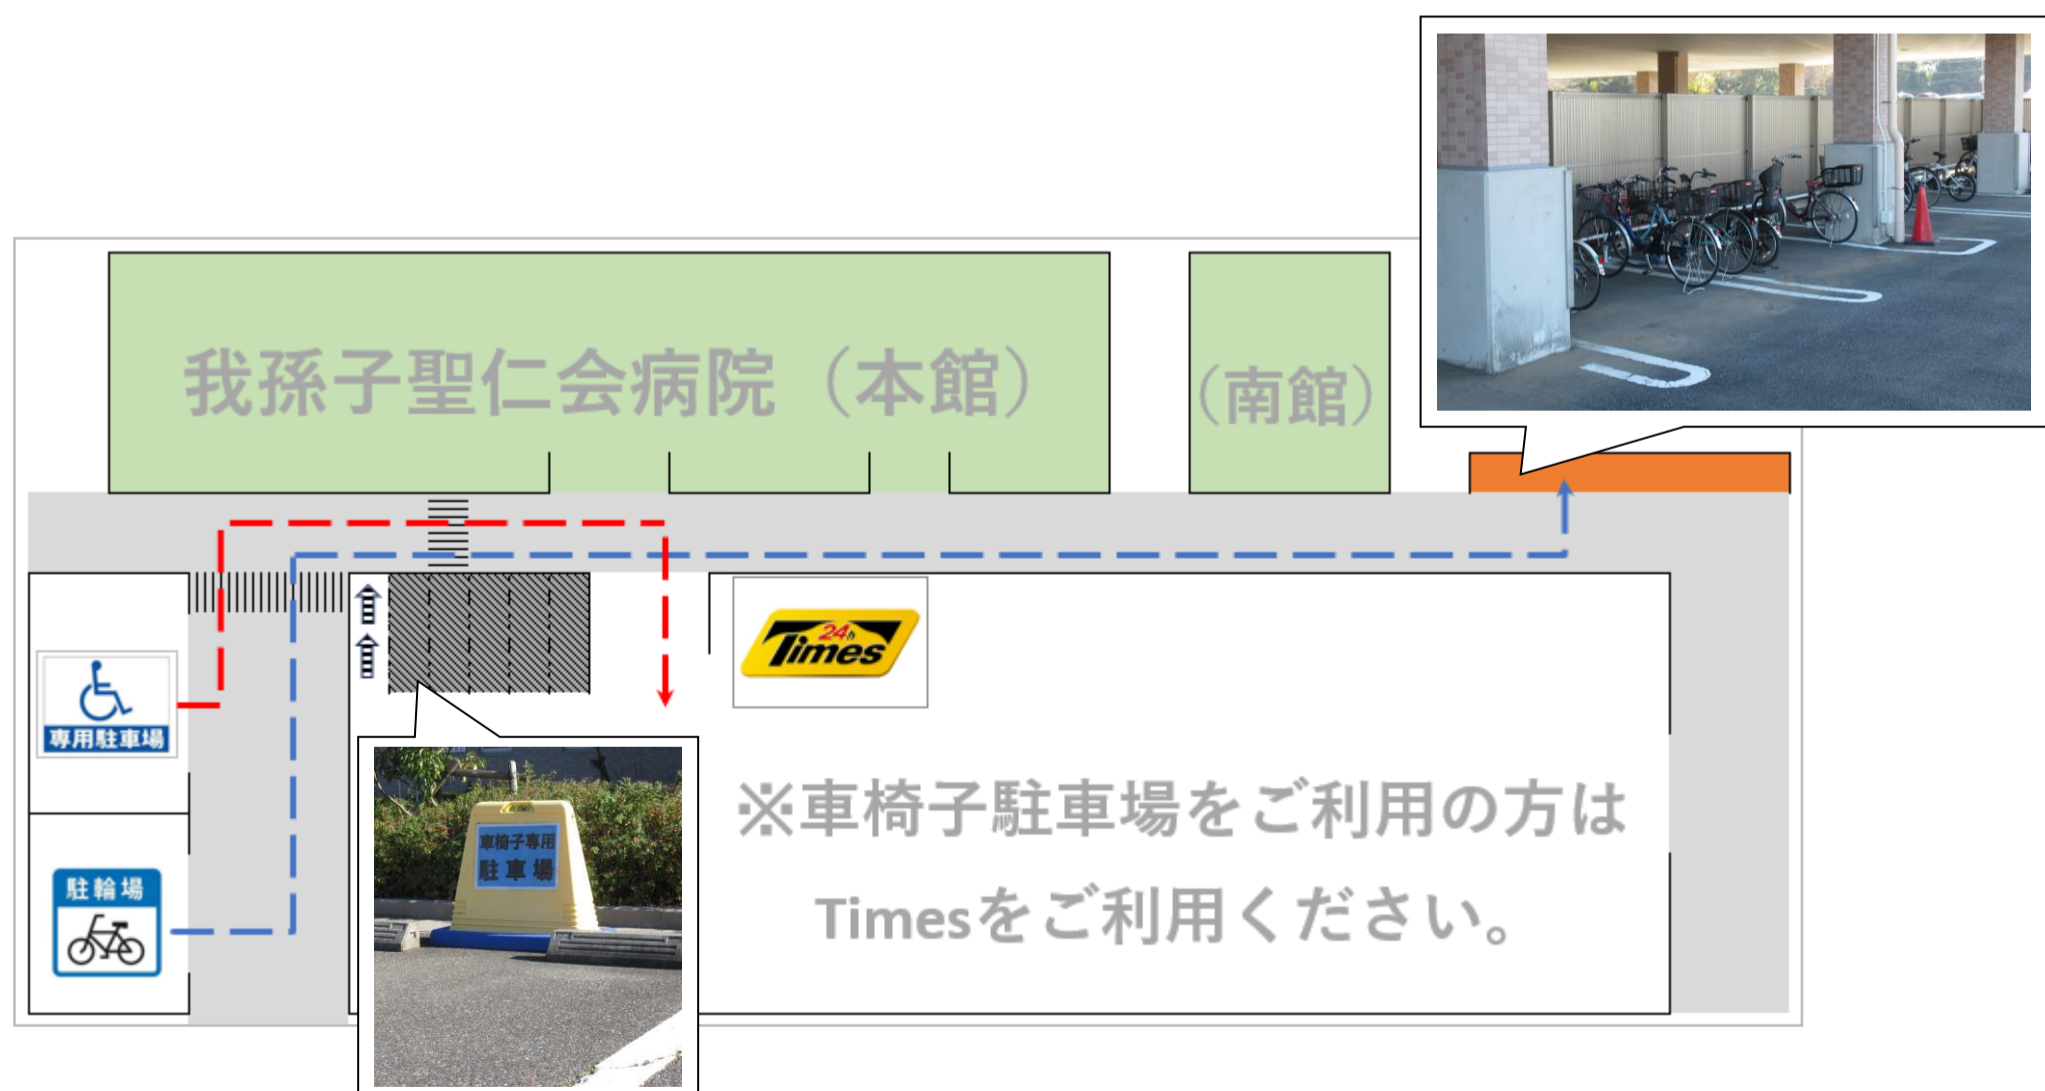 我孫子聖仁会病院（本館）
（南館）
専用駐車場
24h
Times
車椅子専用
駐車場
駐輪場
※車椅子駐車場をご利用の方は
Timesをご利用ください。